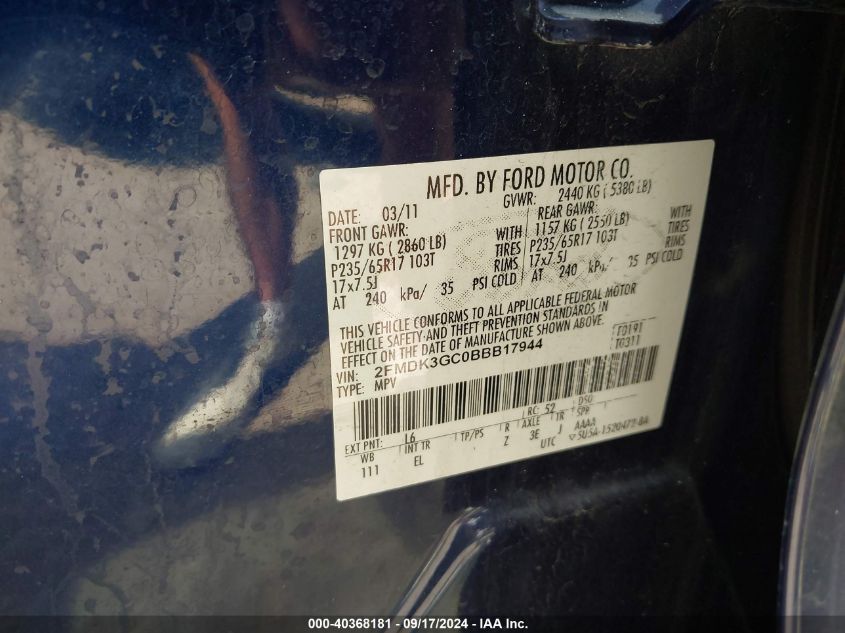 MFD. BY FORD MOTOR CO.
DATE: 03/11 GVWR: 2440 KG ( 5380 LB)
FRONT GAWR: REAR GAWR:
1297 KG ( 2860 LB) WITH 1157 KG ( 2550 LB) WITH
P235/65R17 103T TIRES P235/65R17 103T TIRES
17x7.5J RIMS 17x7.5J RIMS
AT 240 kPa/ 35 PSI COLD AT 240 kPa/ 35 PSI COLD
THIS VEHICLE CONFORMS TO ALL APPLICABLE FEDERAL MOTOR
VEHICLE SAFETY AND THEFT PREVENTION STANDARDS IN
EFFECT ON THE DATE OF MANUFACTURE SHOWN ABOVE.
VIN: 2FMDK3GC0BBB17944 F0191
TYPE: MPV T0311
EXT PNT: L6 RC: 52 DSO
WB INT TR TP/PS R AXLE TR SPR
111 EL Z 3E J AAAA
UTC
000-40368181 - 09/17/2024 - IAA Inc.